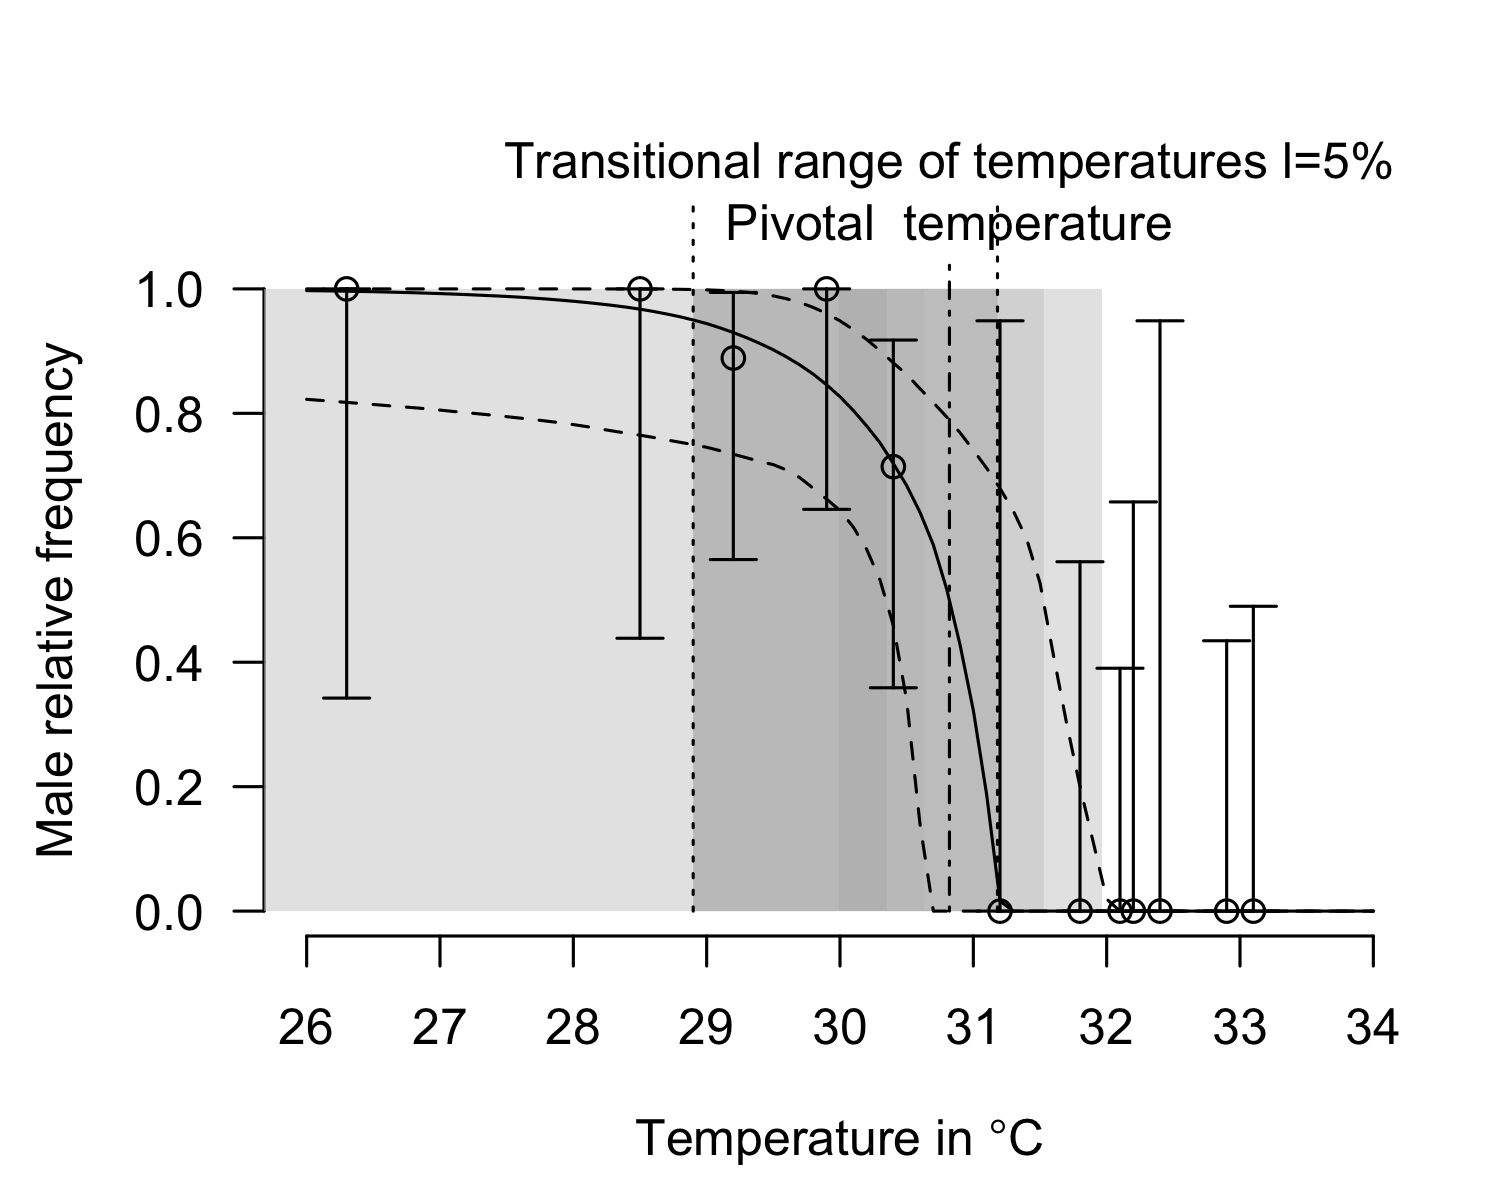 Transitional range of temperatures l=5%
Pivotal  temperature
1.0
0.8
0.6
0.4
0.2
0.0
Male relative frequency
26 27 28 29 30 31 32 33 34
Temperature in °C